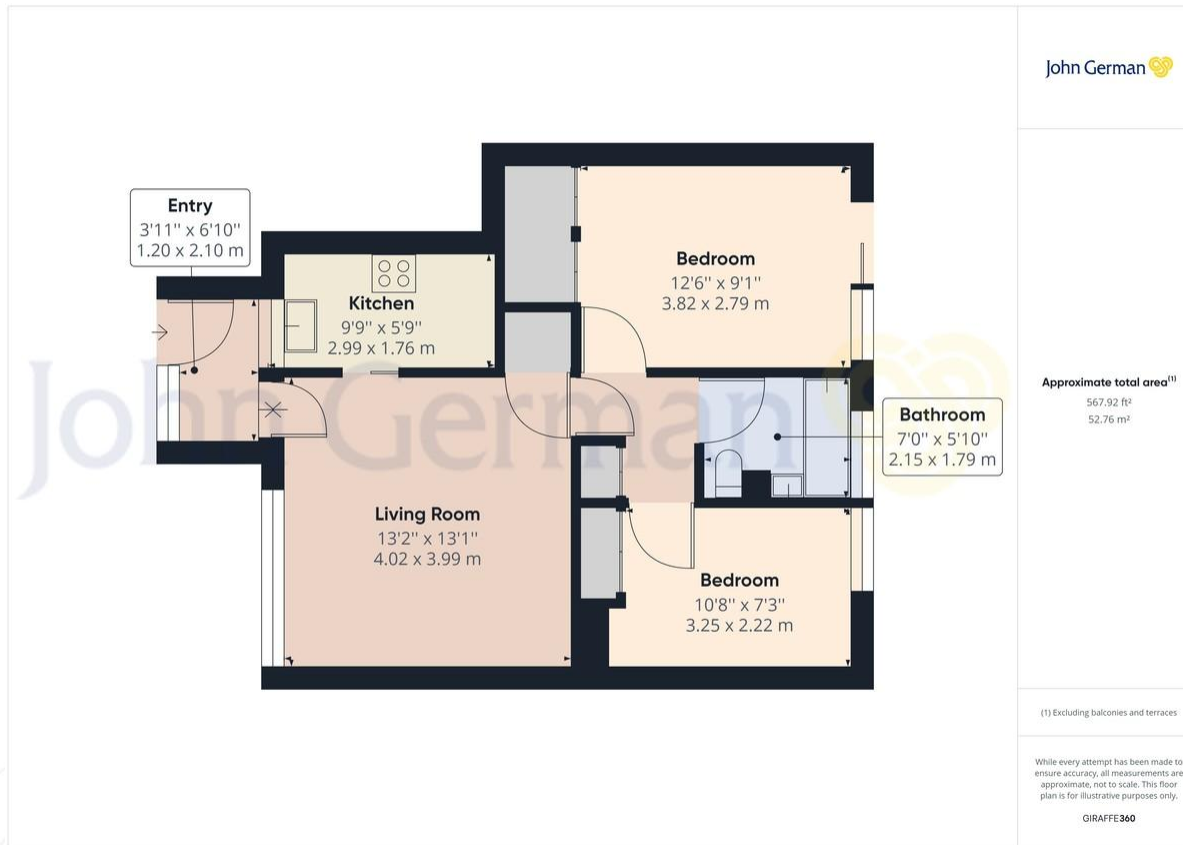 John German
Entry
3'11'' x 6'10''
1.20 x 2.10 m
Kitchen
9'9'' x 5'9''
2.99 x 1.76 m
Bedroom
12'6'' x 9'1''
3.82 x 2.79 m
John German
Bathroom
7'0'' x 5'10''
2.15 x 1.79 m
Living Room
13'2'' x 13'1''
4.02 x 3.99 m
Bedroom
10'8'' x 7'3''
3.25 x 2.22 m
Approximate total area⁽¹⁾
567.92 ft²
52.76 m²
(1) Excluding balconies and terraces
While every attempt has been made to
ensure accuracy, all measurements are
approximate, not to scale. This floor
plan is for illustrative purposes only.
GIRAFFE360